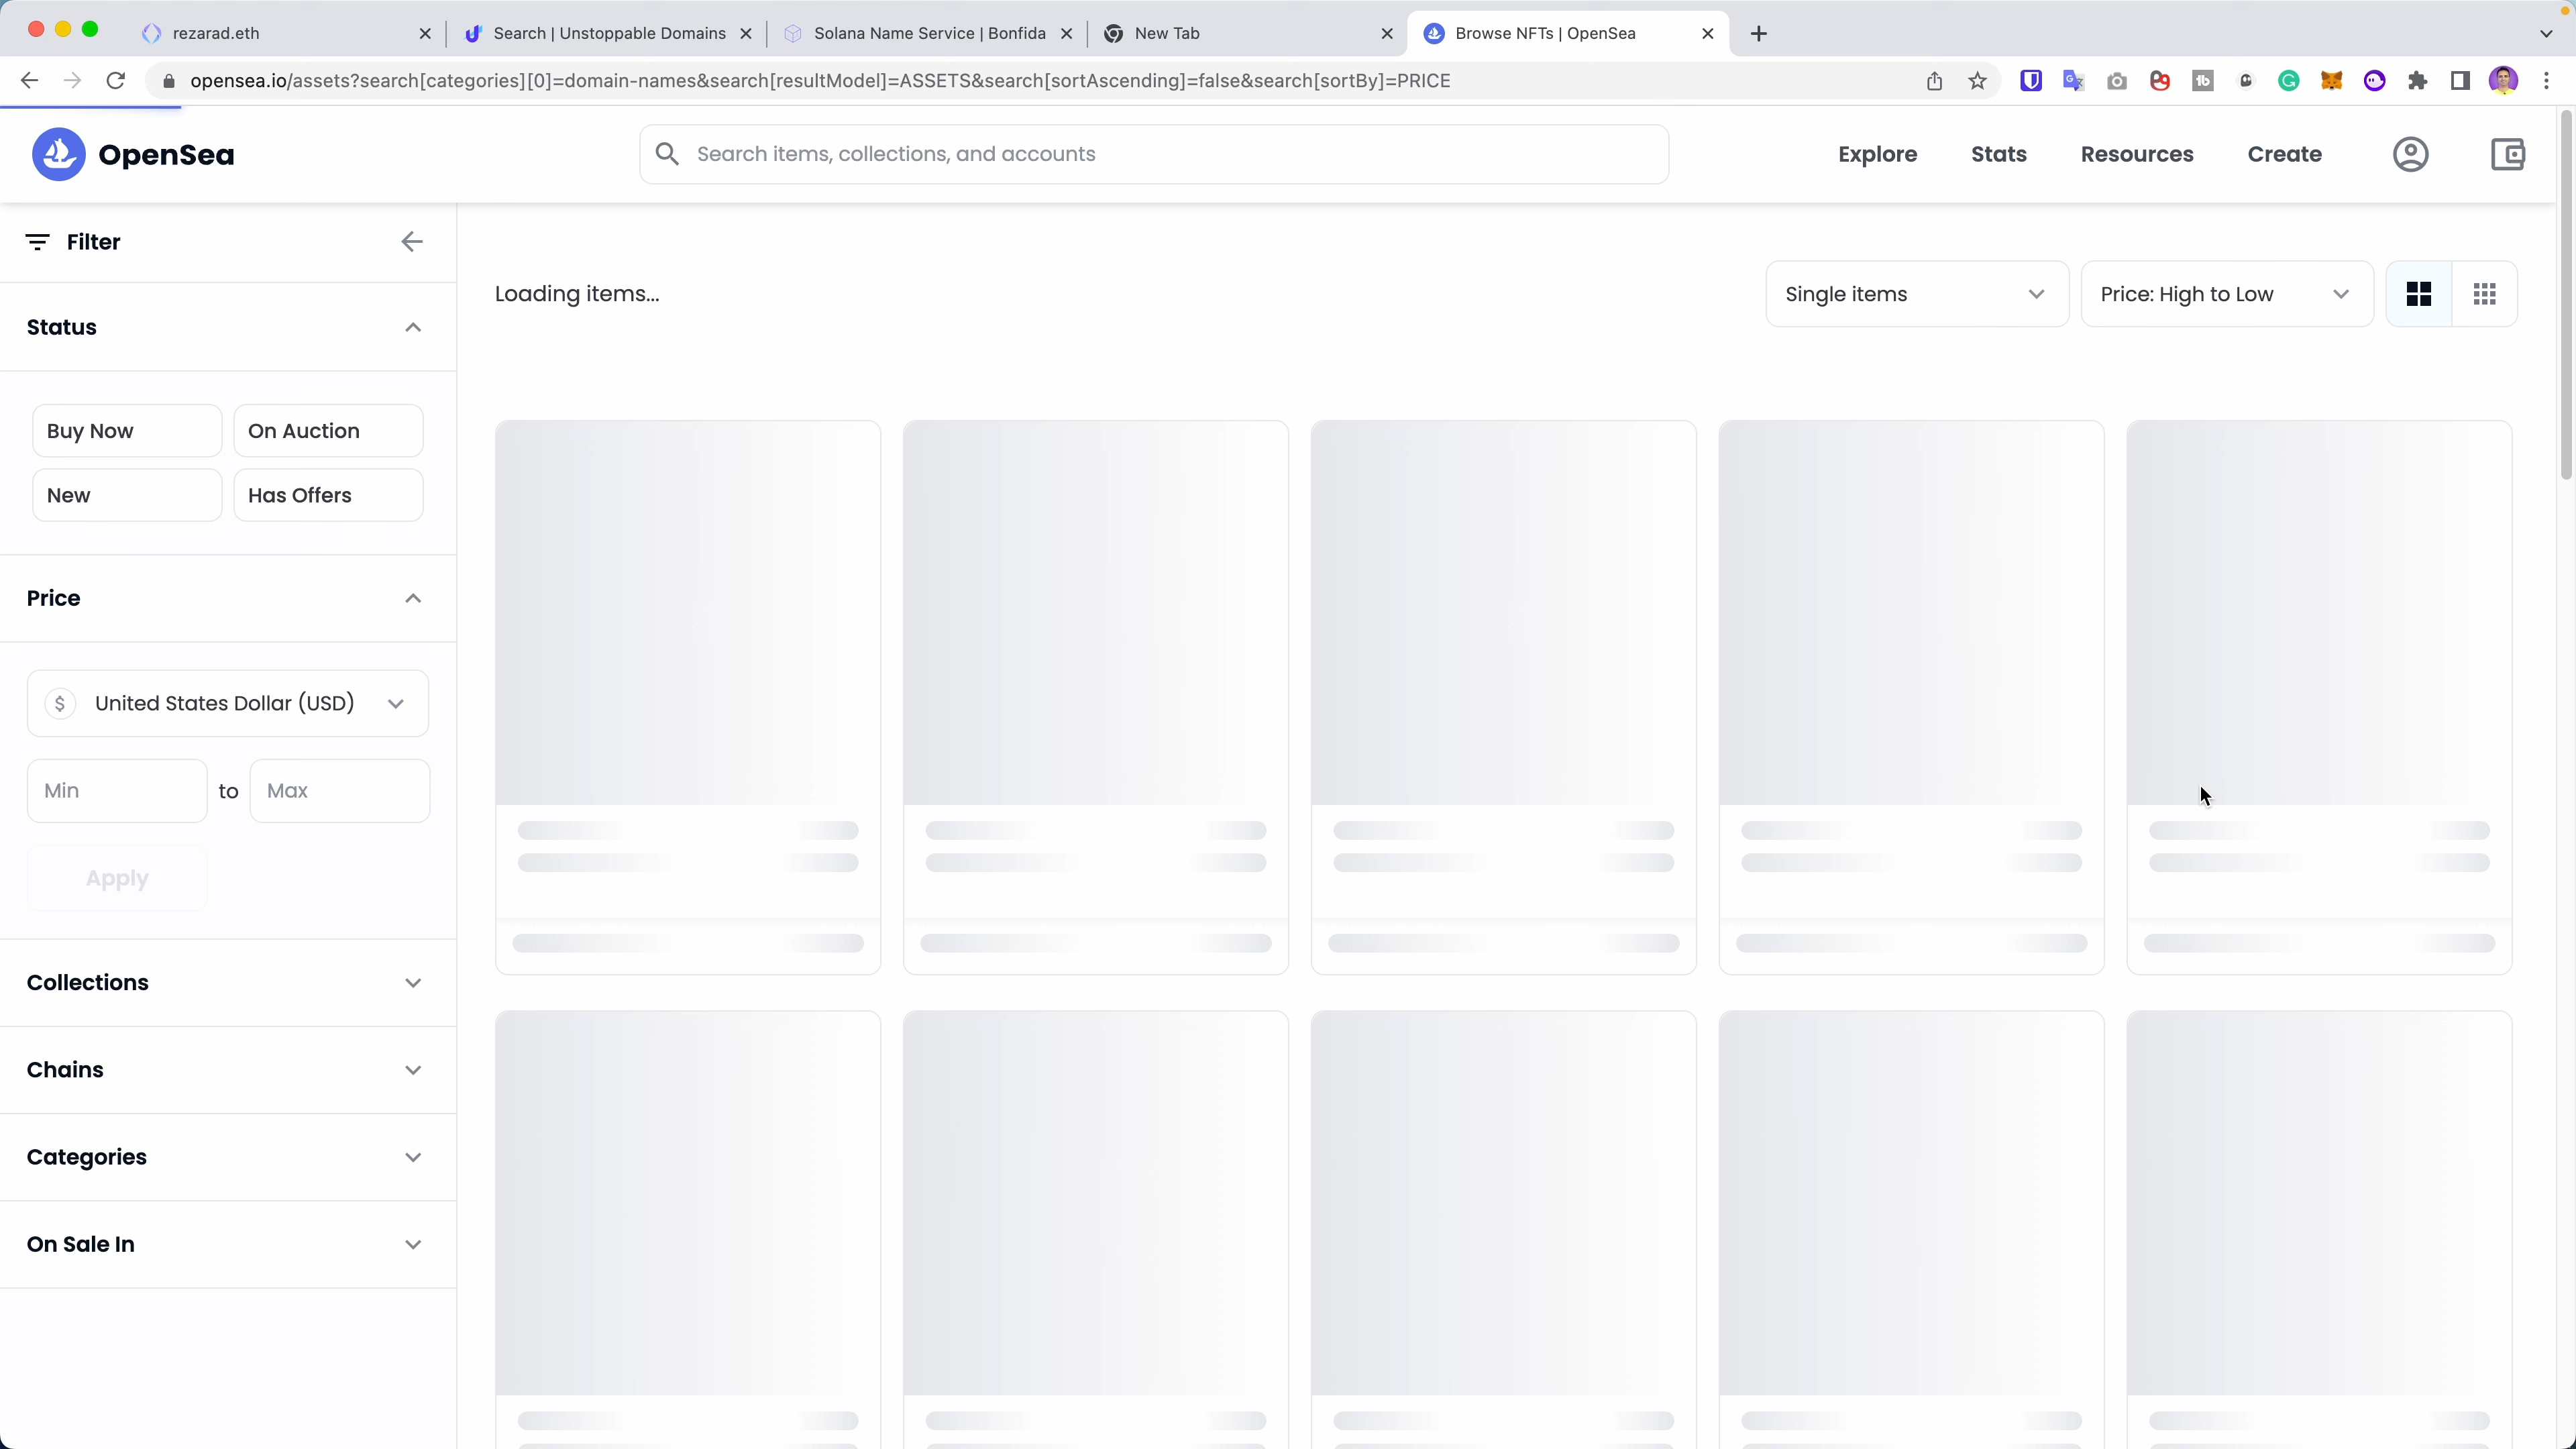 rezarad.eth
Search | Unstoppable Domains
Solana Name Service | Bonfida
New Tab
Browse NFTs | OpenSea
opensea.io/assets?search[categories][0]=domain-names&search[resultModel]=ASSETS&search[sortAscending]=false&search[sortBy]=PRICE
OpenSea
Search items, collections, and accounts
Explore
Stats
Resources
Create
Filter
Loading items...
Single items
Price: High to Low
Status
Buy Now
On Auction
New
Has Offers
Price
$ United States Dollar (USD)
Min to Max
Apply
Collections
Chains
Categories
On Sale In